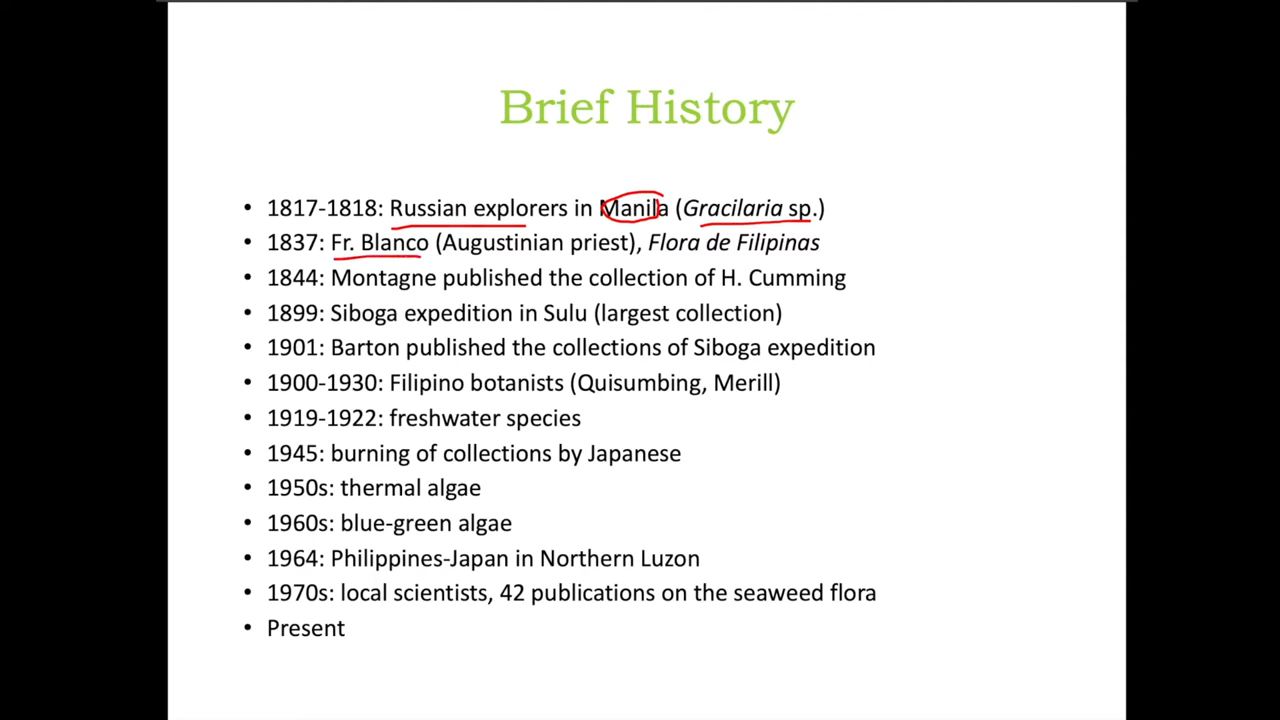 Brief History
• 1817-1818: Russian explorers in Manila (Gracilaria sp.)
• 1837: Fr. Blanco (Augustinian priest), Flora de Filipinas
• 1844: Montagne published the collection of H. Cumming
• 1899: Siboga expedition in Sulu (largest collection)
• 1901: Barton published the collections of Siboga expedition
• 1900-1930: Filipino botanists (Quisumbing, Merill)
• 1919-1922: freshwater species
• 1945: burning of collections by Japanese
• 1950s: thermal algae
• 1960s: blue-green algae
• 1964: Philippines-Japan in Northern Luzon
• 1970s: local scientists, 42 publications on the seaweed flora
• Present